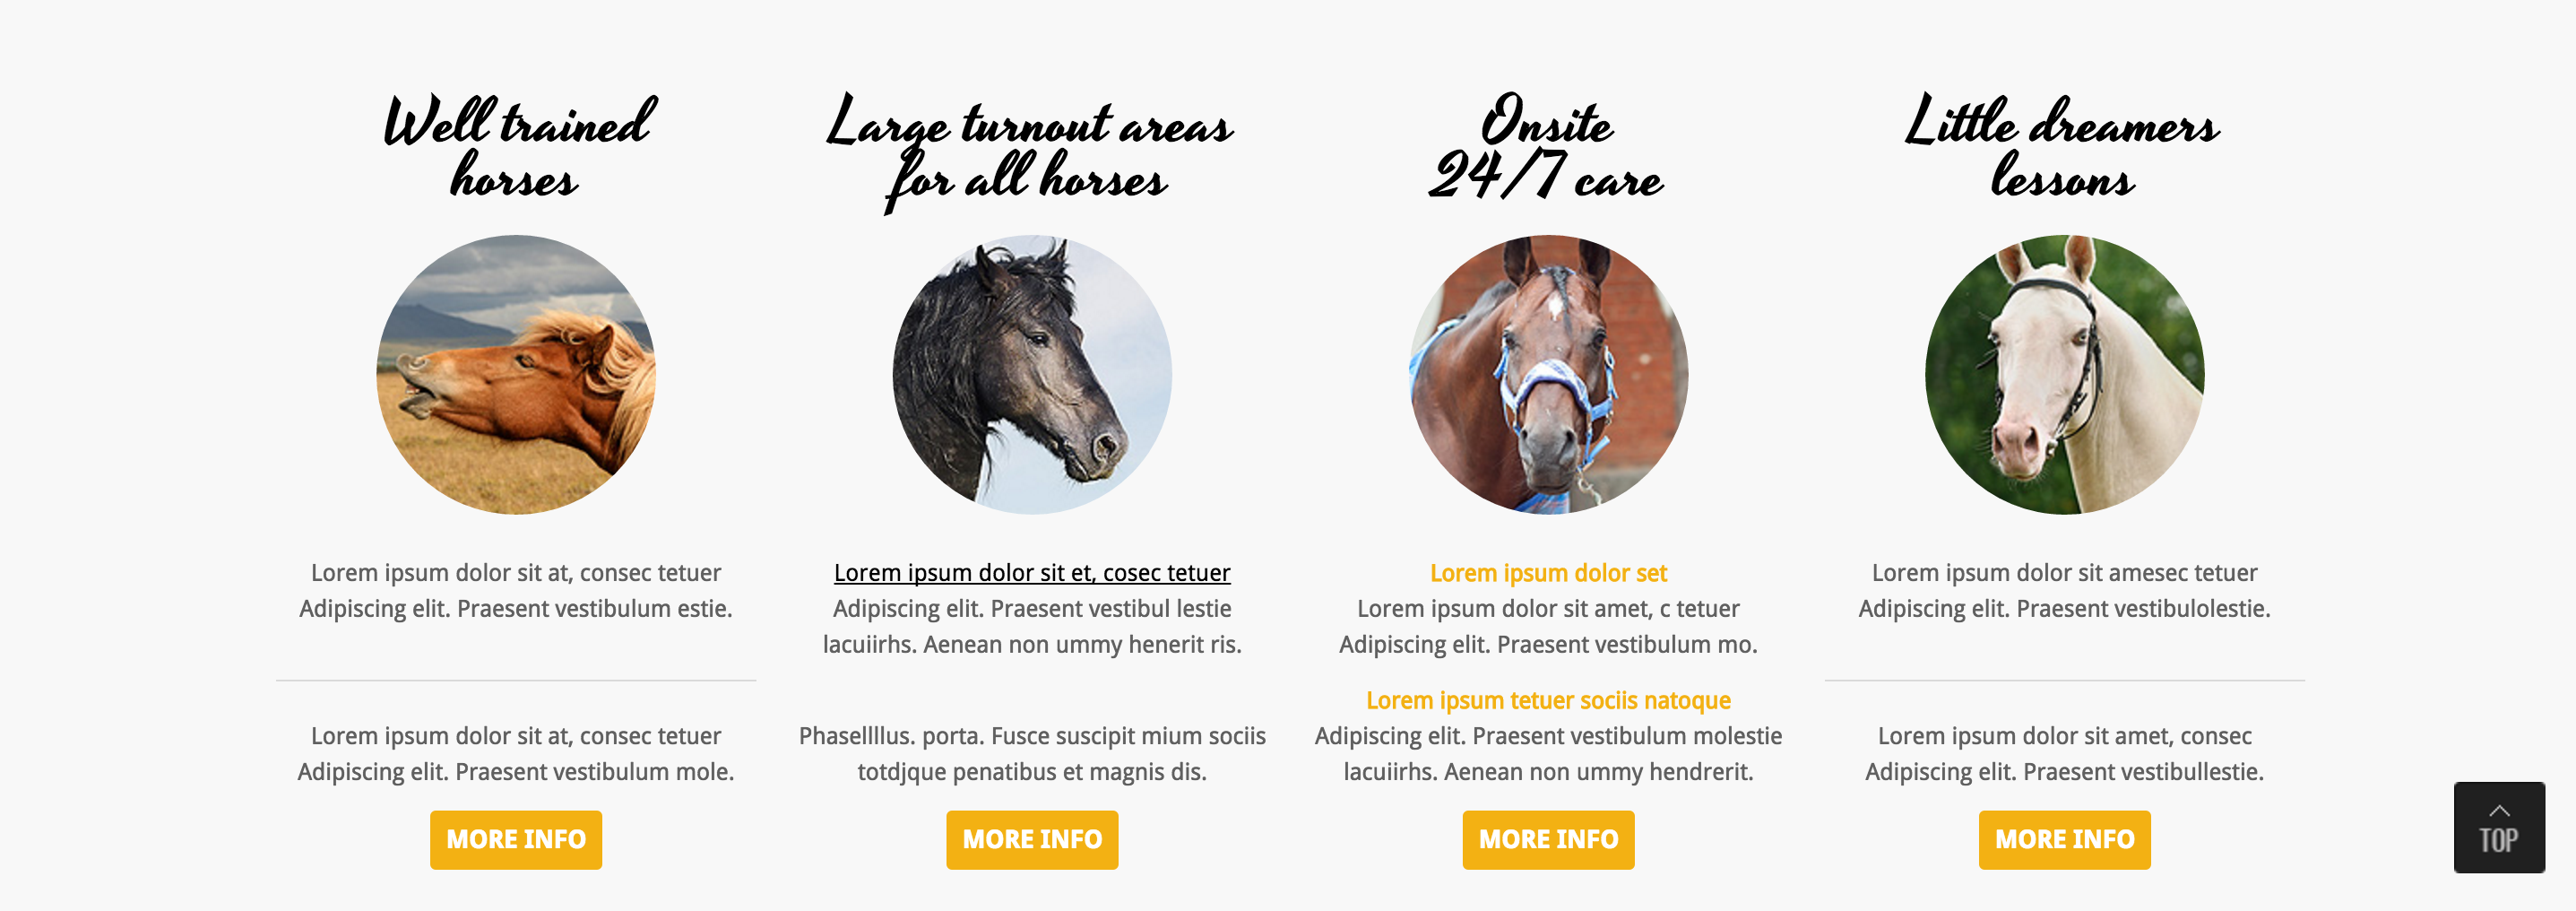 Well trained
horses
Large turnout areas
for all horses
Onsite
24/7 care
Little dreamers
lessons
Lorem ipsum dolor sit at, consec tetuer
Adipiscing elit. Praesent vestibulum estie.
Lorem ipsum dolor sit at, consec tetuer
Adipiscing elit. Praesent vestibulum mole.
MORE INFO
Lorem ipsum dolor sit et, cosec tetuer
Adipiscing elit. Praesent vestibul lestie
lacuiirhs. Aenean non ummy henerit ris.
Phasellllus. porta. Fusce suscipit mium sociis
totdjque penatibus et magnis dis.
MORE INFO
Lorem ipsum dolor set
Lorem ipsum dolor sit amet, c tetuer
Adipiscing elit. Praesent vestibulum mo.
Lorem ipsum tetuer sociis natoque
Adipiscing elit. Praesent vestibulum molestie
lacuiirhs. Aenean non ummy hendrerit.
MORE INFO
Lorem ipsum dolor sit amesec tetuer
Adipiscing elit. Praesent vestibulolestie.
Lorem ipsum dolor sit amet, consec
Adipiscing elit. Praesent vestibullestie.
MORE INFO
TOP